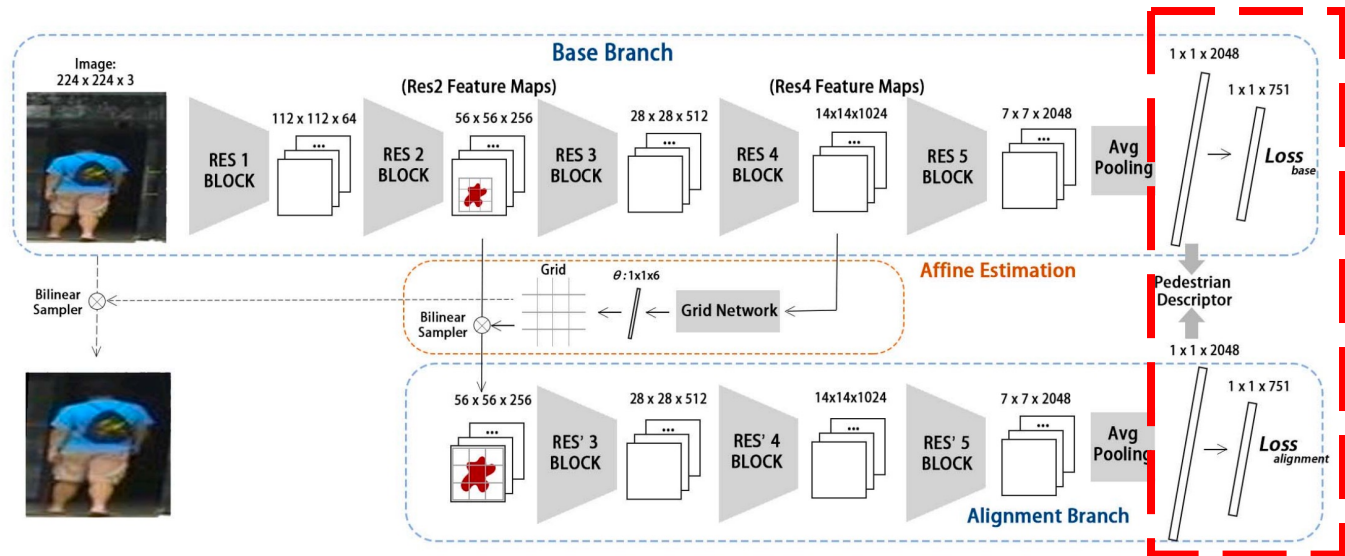 Base Branch
Image:
224 x 224 x 3
(Res2 Feature Maps)
(Res4 Feature Maps)
1 x 1 x 2048
1 x 1 x 751
112 x 112 x 64
56 x 56 x 256
28 x 28 x 512
14x14x1024
7 x 7 x 2048
...
...
...
...
...
RES 1
BLOCK
RES 2
BLOCK
RES 3
BLOCK
RES 4
BLOCK
RES 5
BLOCK
Avg
Pooling
Loss
base
Affine Estimation
Grid
θ : 1x1x6
Grid Network
Bilinear
Sampler
Bilinear
Sampler
Pedestrian
Descriptor
1 x 1 x 2048
1 x 1 x 751
56 x 56 x 256
28 x 28 x 512
14x14x1024
7 x 7 x 2048
...
...
...
...
RES' 3
BLOCK
RES' 4
BLOCK
RES' 5
BLOCK
Avg
Pooling
Loss
alignment
Alignment Branch